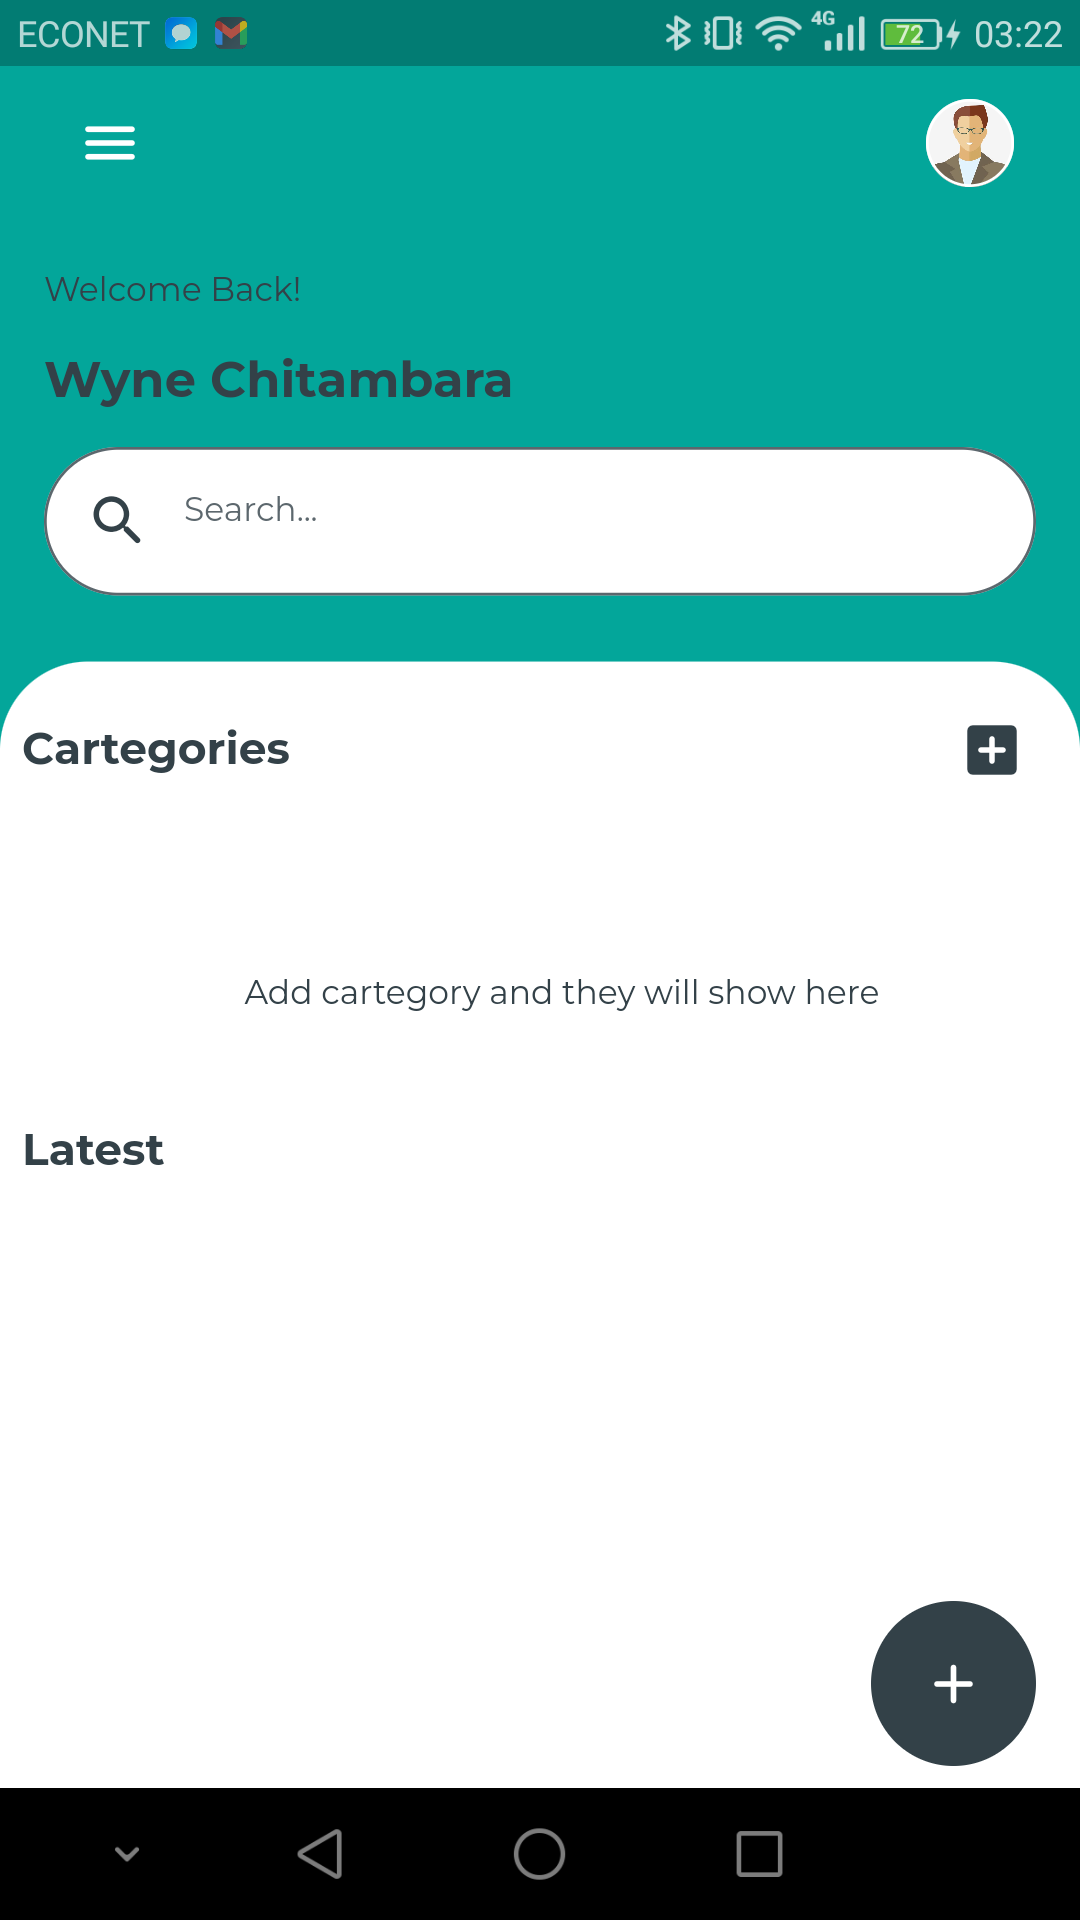 ECONET 4G 72 03:22
Welcome Back!
Wyne Chitambara
Search...
Cartegories
Add cartegory and they will show here
Latest